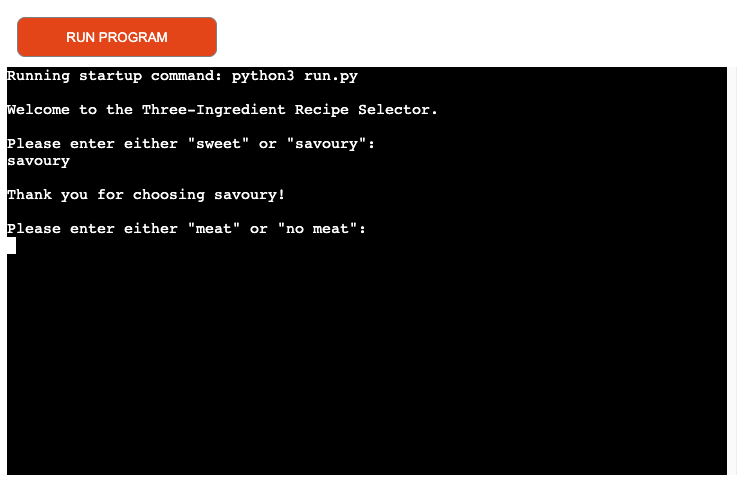 RUN PROGRAM
Running startup command: python3 run.py
Welcome to the Three-Ingredient Recipe Selector.
Please enter either "sweet" or "savoury":
savoury
Thank you for choosing savoury!
Please enter either "meat" or "no meat":